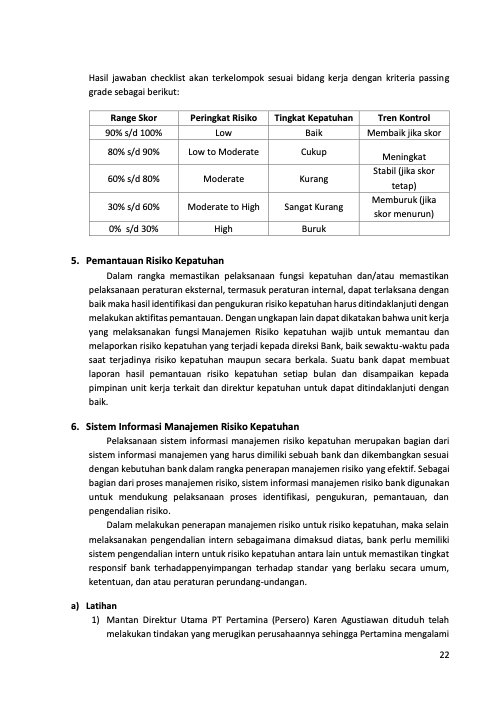 Hasil jawaban checklist akan terkelompok sesuai bidang kerja dengan kriteria passing
grade sebagai berikut:
Range Skor Peringkat Risiko Tingkat Kepatuhan Tren Kontrol
90% s/d 100% Low Baik Membaik jika skor
80% s/d 90% Low to Moderate Cukup Meningkat
60% s/d 80% Moderate Kurang Stabil (jika skor
tetap)
30% s/d 60% Moderate to High Sangat Kurang Memburuk (jika
skor menurun)
0% s/d 30% High Buruk
5. Pemantauan Risiko Kepatuhan
Dalam rangka memastikan pelaksanaan fungsi kepatuhan dan/atau memastikan
pelaksanaan peraturan eksternal, termasuk peraturan internal, dapat terlaksana dengan
baik maka hasil identifikasi dan pengukuran risiko kepatuhan harus ditindaklanjuti dengan
melakukan aktifitas pemantauan. Dengan ungkapan lain dapat dikatakan bahwa unit kerja
yang melaksanakan fungsi Manajemen Risiko kepatuhan wajib untuk memantau dan
melaporkan risiko kepatuhan yang terjadi kepada direksi Bank, baik sewaktu-waktu pada
saat terjadinya risiko kepatuhan maupun secara berkala. Suatu bank dapat membuat
laporan hasil pemantauan risiko kepatuhan setiap bulan dan disampaikan kepada
pimpinan unit kerja terkait dan direktur kepatuhan untuk dapat ditindaklanjuti dengan
baik.
6. Sistem Informasi Manajemen Risiko Kepatuhan
Pelaksanaan sistem informasi manajemen risiko kepatuhan merupakan bagian dari
sistem informasi manajemen yang harus dimiliki sebuah bank dan dikembangkan sesuai
dengan kebutuhan bank dalam rangka penerapan manajemen risiko yang efektif. Sebagai
bagian dari proses manajemen risiko, sistem informasi manajemen risiko bank digunakan
untuk mendukung pelaksanaan proses identifikasi, pengukuran, pemantauan, dan
pengendalian risiko.
Dalam melakukan penerapan manajemen risiko untuk risiko kepatuhan, maka selain
melaksanakan pengendalian intern sebagaimana dimaksud diatas, bank perlu memiliki
sistem pengendalian intern untuk risiko kepatuhan antara lain untuk memastikan tingkat
responsif bank terhadappenyimpangan terhadap standar yang berlaku secara umum,
ketentuan, dan atau peraturan perundang-undangan.
a) Latihan
1) Mantan Direktur Utama PT Pertamina (Persero) Karen Agustiawan dituduh telah
melakukan tindakan yang merugikan perusahaannya sehingga Pertamina mengalami
22